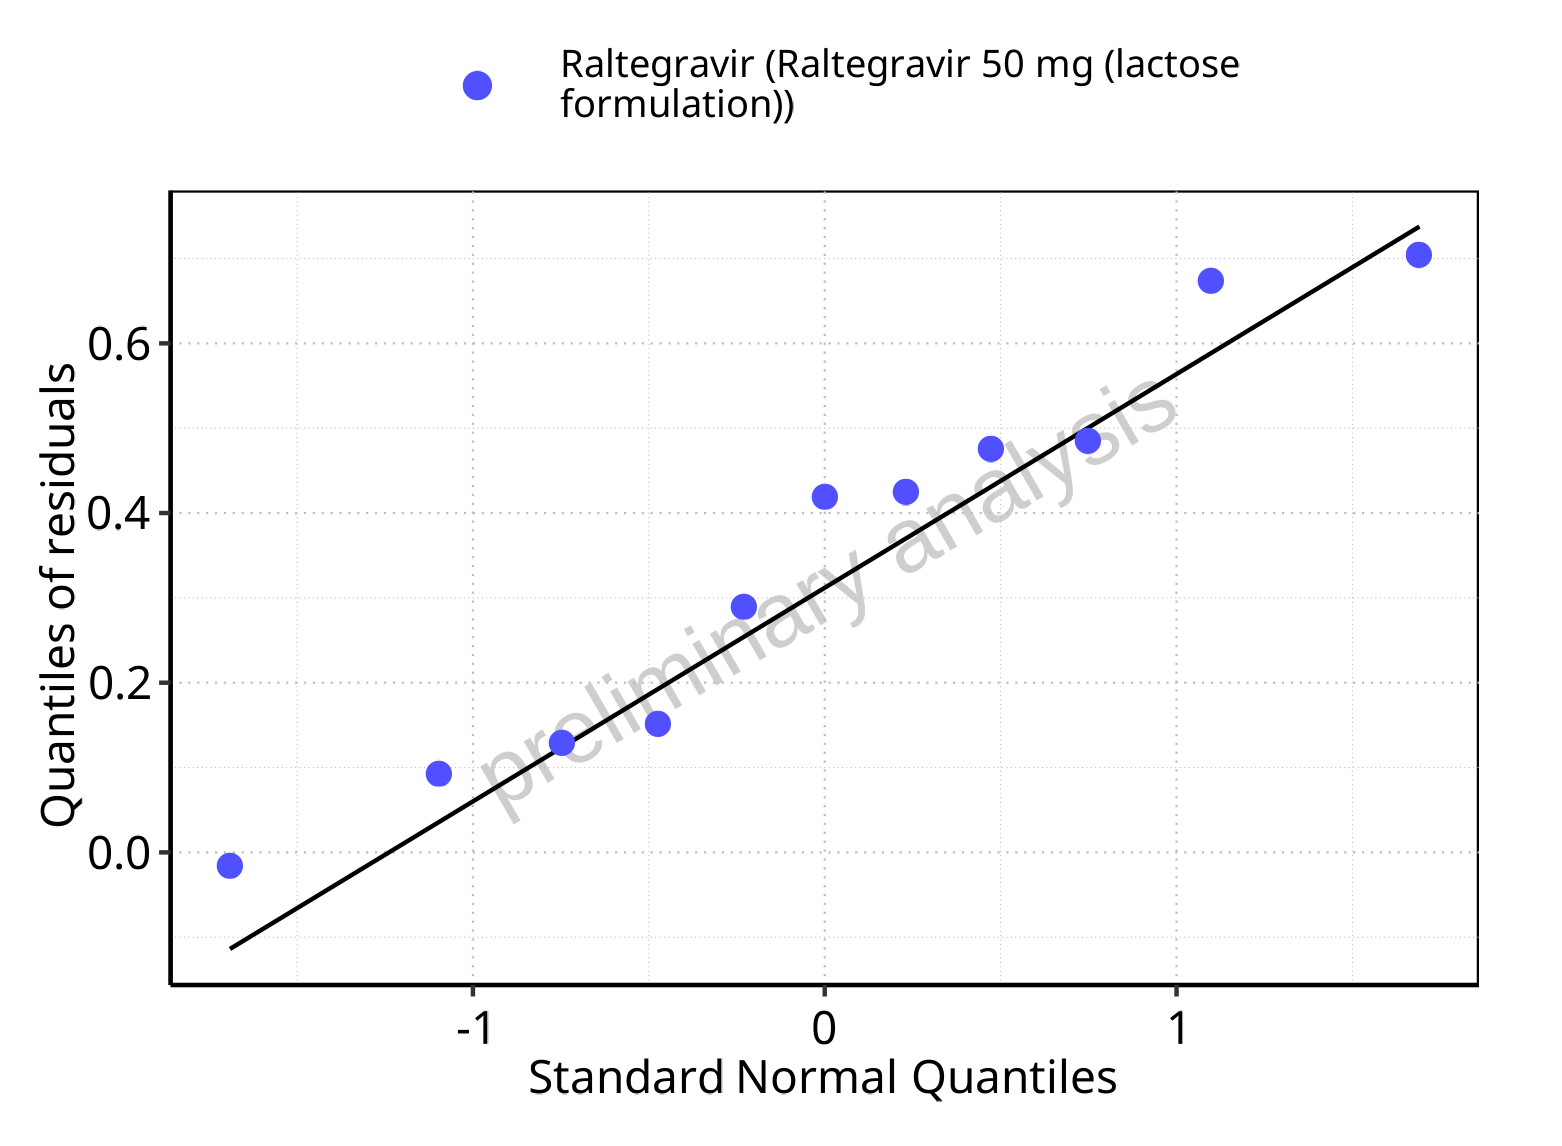 Raltegravir (Raltegravir 50 mg (lactose
formulation))
Quantiles of residuals
0.6
0.4
0.2
0.0
preliminary analysis
-1
0
1
Standard Normal Quantiles